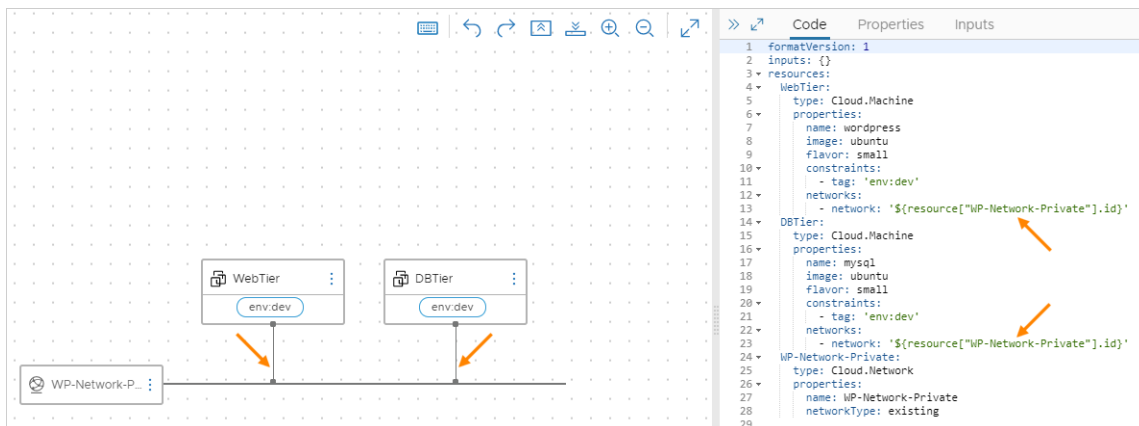 Code Properties Inputs
1 formatVersion: 1
2 inputs: {}
3 resources:
4 WebTier:
5 type: Cloud.Machine
6 properties:
7 name: wordpress
8 image: ubuntu
9 flavor: small
10 constraints:
11 - tag: 'env:dev'
12 networks:
13 - network: '${resource["WP-Network-Private"].id}'
14 DBTier:
15 type: Cloud.Machine
16 properties:
17 name: mysql
18 image: ubuntu
19 flavor: small
20 constraints:
21 - tag: 'env:dev'
22 networks:
23 - network: '${resource["WP-Network-Private"].id}'
24 WP-Network-Private:
25 type: Cloud.Network
26 properties:
27 name: WP-Network-Private
28 networkType: existing
29
WebTier
env:dev
DBTier
env:dev
WP-Network-P...